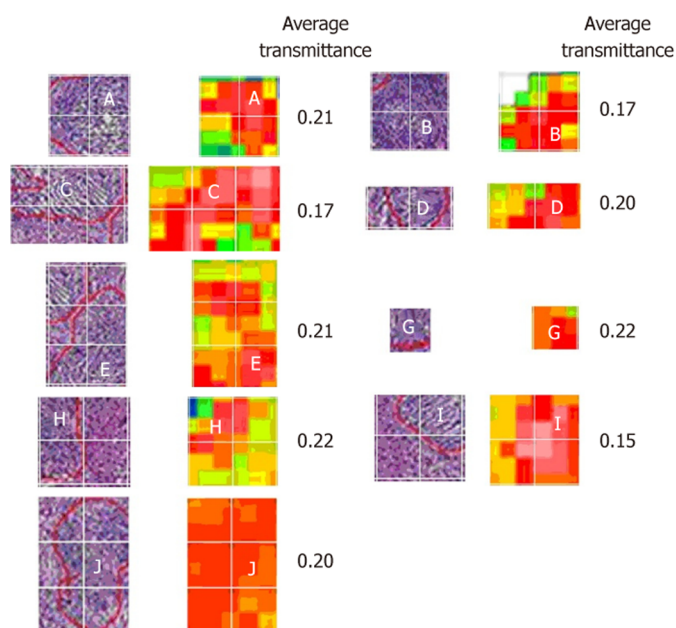 Average
transmittance
Average
transmittance
A A 0.21
B B 0.17
C C 0.17
D D 0.20
E E 0.21
G G 0.22
H H 0.22
I I 0.15
J J 0.20